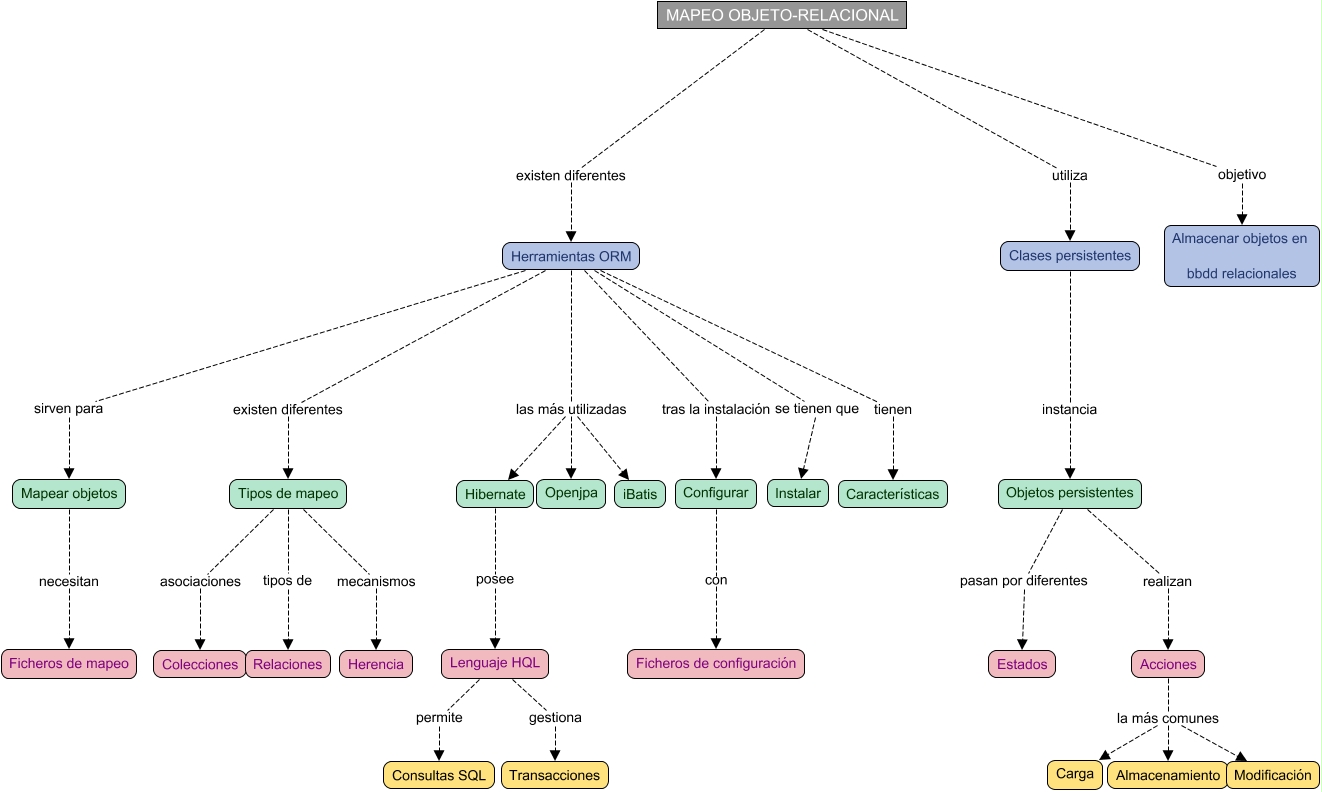 MAPEO OBJETO-RELACIONAL
existen diferentes
utiliza
objetivo
Herramientas ORM
Clases persistentes
Almacenar objetos en
bbdd relacionales
sirven para
existen diferentes
las más utilizadas
tras la instalación
se tienen que
tienen
instancia
Mapear objetos
Tipos de mapeo
Hibernate
Openjpa
iBatis
Configurar
Instalar
Características
Objetos persistentes
necesitan
asociaciones
tipos de
mecanismos
posee
con
pasan por diferentes
realizan
Ficheros de mapeo
Colecciones
Relaciones
Herencia
Lenguaje HQL
Ficheros de configuración
Estados
Acciones
permite
gestiona
la más comunes
Consultas SQL
Transacciones
Carga
Almacenamiento
Modificación